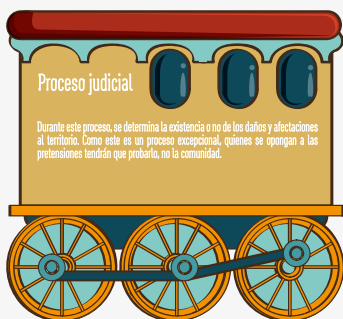 Proceso judicial
Durante este proceso, se determina la existencia o no de los daños y afectaciones
al territorio. Como este es un proceso excepcional, quienes se opongan a las
pretensiones tendrán que probarlo, no la comunidad.